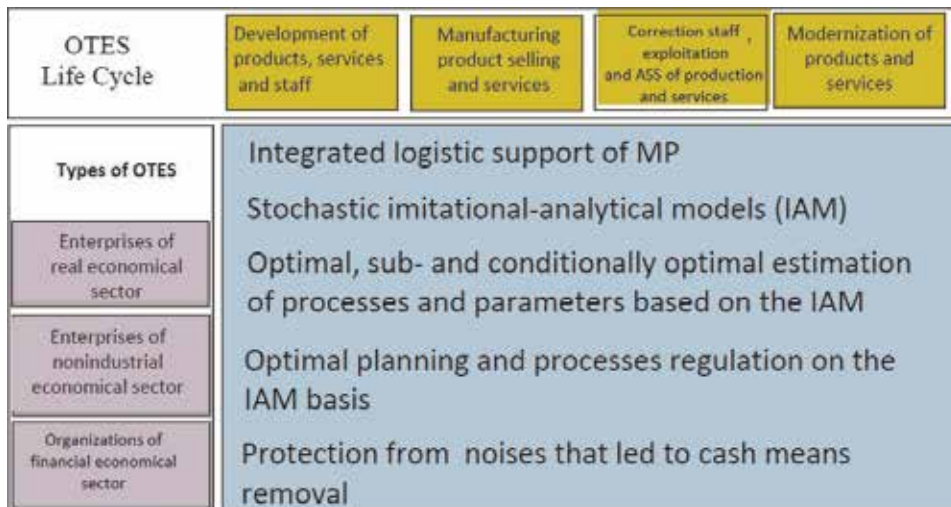 OTES
Life Cycle
Development of
products, services
and staff
Manufacturing
product selling
and services
Correction staff ,
exploitation
and ASS of production
and services
Modernization of
products and
services
Types of OTES
Enterprises of
real economical
sector
Enterprises of
nonindustrial
economical sector
Organizations of
financial economical
sector
Integrated logistic support of MP
Stochastic imitational-analytical models (IAM)
Optimal, sub- and conditionally optimal estimation
of processes and parameters based on the IAM
Optimal planning and processes regulation on the
IAM basis
Protection from noises that led to cash means
removal